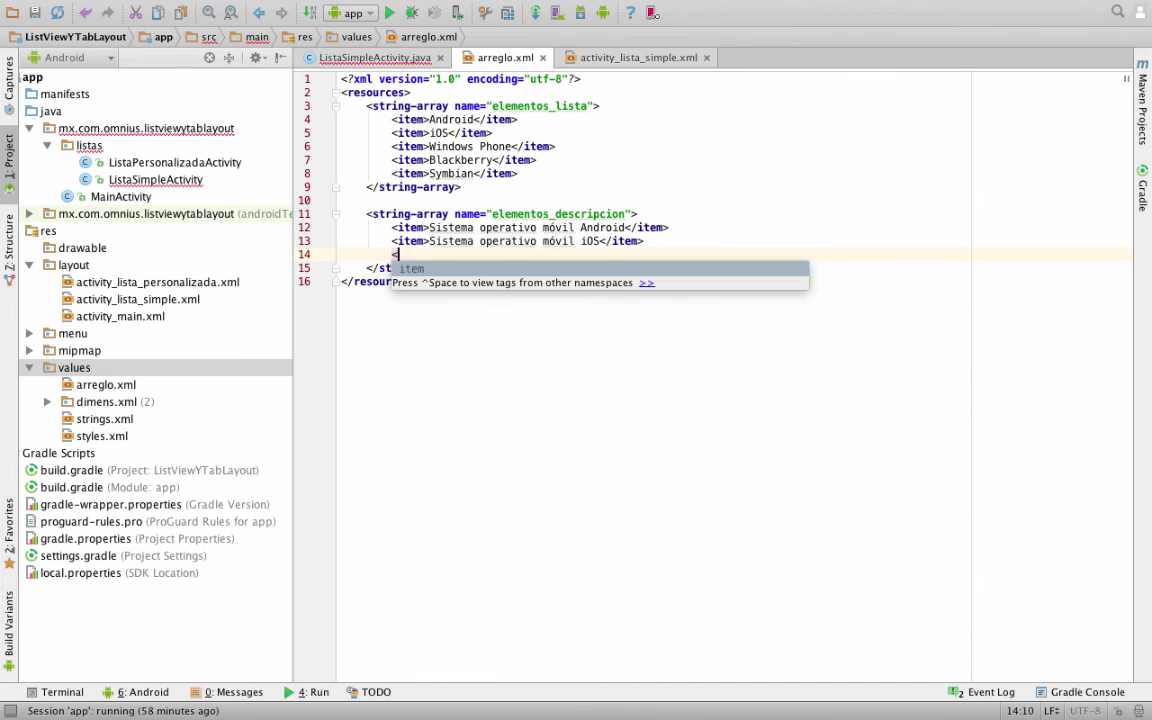 app
ListViewYTabLayout
app
src
main
res
values
arreglo.xml
Android
ListaSimpleActivity.java
arreglo.xml
activity_lista_simple.xml
Captures
1: Project
Z: Structure
2: Favorites
Build Variants
app
manifests
java
mx.com.omnius.listviewytablayout
listas
ListaPersonalizadaActivity
ListaSimpleActivity
MainActivity
mx.com.omnius.listviewytablayout (androidTe
res
drawable
layout
activity_lista_personalizada.xml
activity_lista_simple.xml
activity_main.xml
menu
mipmap
values
arreglo.xml
dimens.xml (2)
strings.xml
styles.xml
Gradle Scripts
build.gradle (Project: ListViewYTabLayout)
build.gradle (Module: app)
gradle-wrapper.properties (Gradle Version)
proguard-rules.pro (ProGuard Rules for app)
gradle.properties (Project Properties)
settings.gradle (Project Settings)
local.properties (SDK Location)
1 <?xml version="1.0" encoding="utf-8"?>
2 <resources>
3 <string-array name="elementos_lista">
4 <item>Android</item>
5 <item>iOS</item>
6 <item>Windows Phone</item>
7 <item>Blackberry</item>
8 <item>Symbian</item>
9 </string-array>
10
11 <string-array name="elementos_descripcion">
12 <item>Sistema operativo móvil Android</item>
13 <item>Sistema operativo móvil iOS</item>
14 <
15 </st
16 </resour
item
Press ^Space to view tags from other namespaces >>
Maven Projects
Gradle
Terminal
6: Android
0: Messages
4: Run
TODO
2 Event Log
Gradle Console
Session 'app': running (58 minutes ago)
14:10
LF
UTF-8